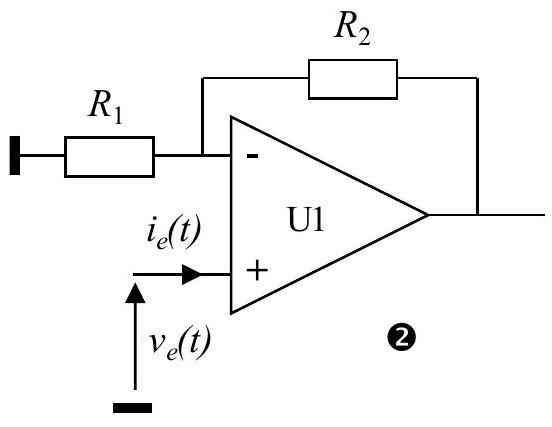 R2
R1
-
U1
ie(t)
+
ve(t)
❷